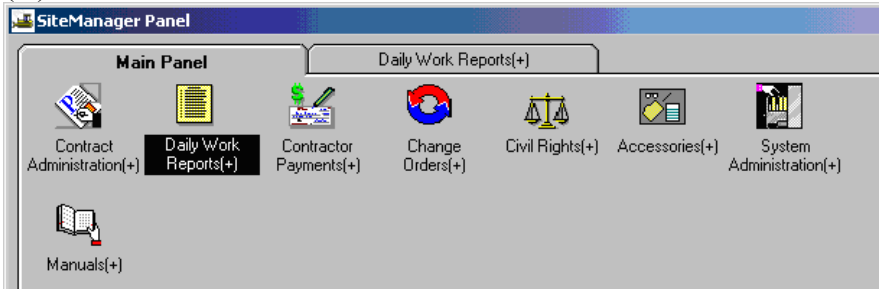 SiteManager Panel
Main Panel
Daily Work Reports(+)
Contract
Administration(+)
Daily Work
Reports(+)
Contractor
Payments(+)
Change
Orders(+)
Civil Rights(+)
Accessories(+)
System
Administration(+)
Manuals(+)